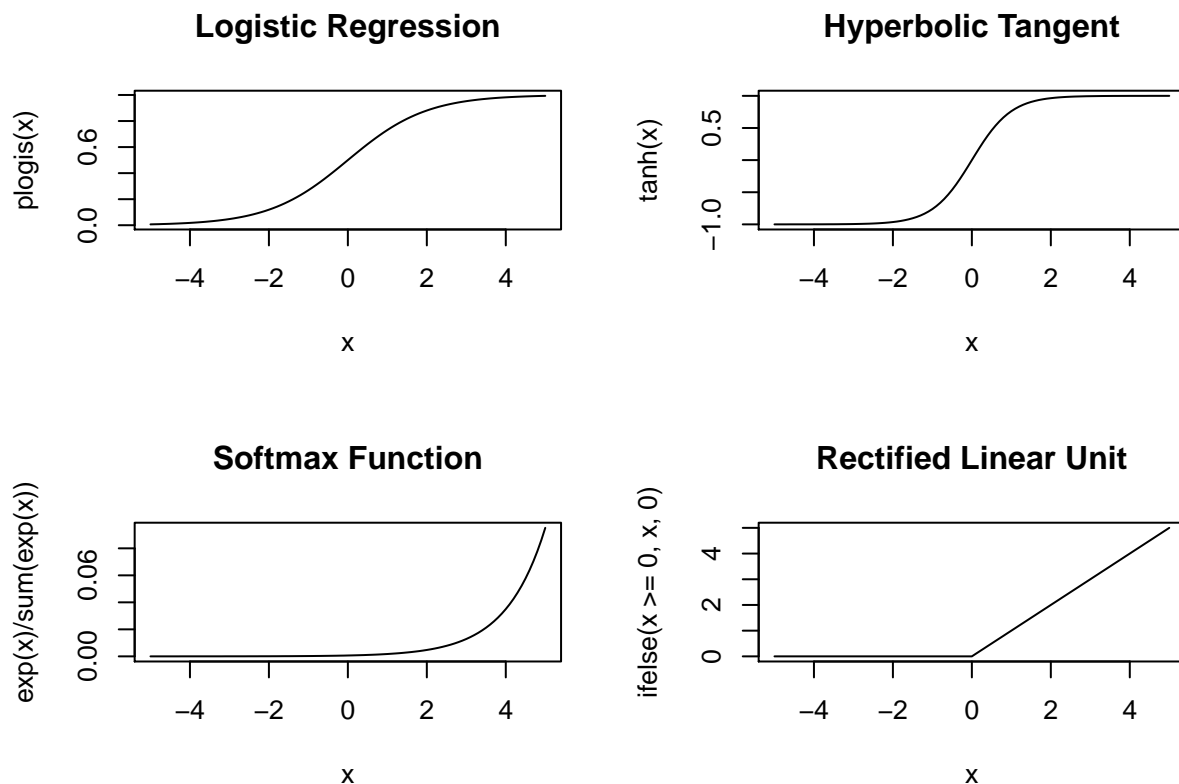 Logistic Regression
plogis(x)
0.0 0.6
−4 −2 0 2 4
x
Hyperbolic Tangent
tanh(x)
−1.0 0.5
−4 −2 0 2 4
x
Softmax Function
exp(x)/sum(exp(x))
0.00 0.06
−4 −2 0 2 4
x
Rectified Linear Unit
ifelse(x >= 0, x, 0)
0 2 4
−4 −2 0 2 4
x